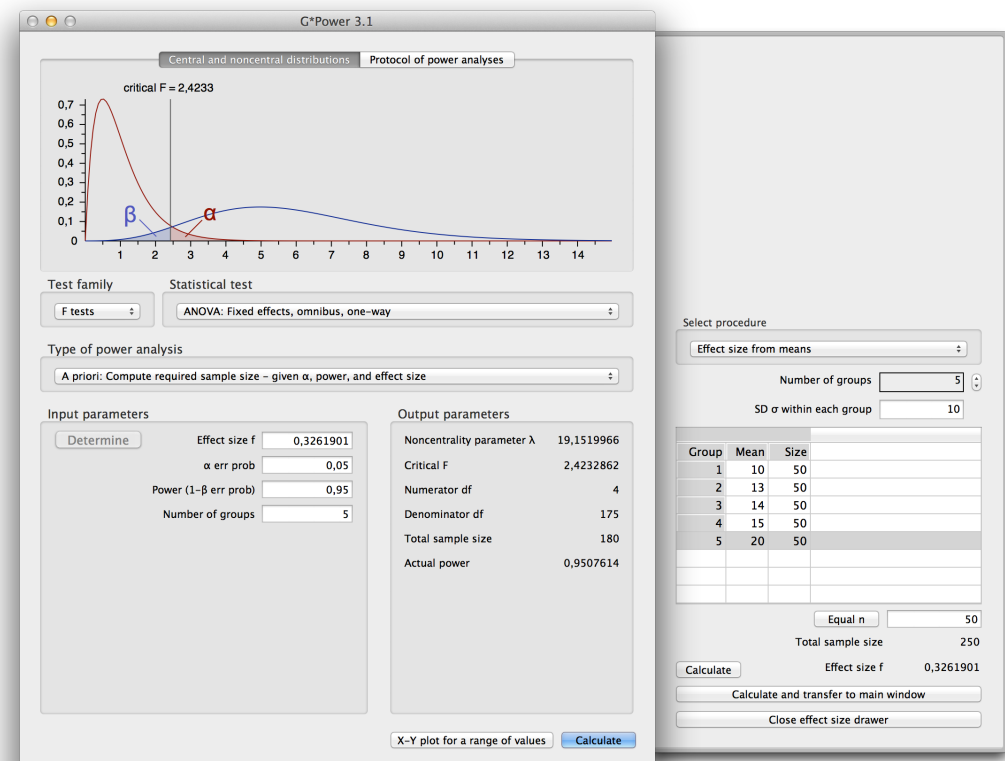 G*Power 3.1
Central and noncentral distributions
Protocol of power analyses
critical F = 2,4233
0,7
0,6
0,5
0,4
0,3
0,2
0,1
0
β
α
1 2 3 4 5 6 7 8 9 10 11 12 13 14
Test family
Statistical test
F tests
ANOVA: Fixed effects, omnibus, one-way
Type of power analysis
A priori: Compute required sample size – given α, power, and effect size
Input parameters
Determine
Effect size f 0,3261901
α err prob 0,05
Power (1-β err prob) 0,95
Number of groups 5
Output parameters
Noncentrality parameter λ 19,1519966
Critical F 2,4232862
Numerator df 4
Denominator df 175
Total sample size 180
Actual power 0,9507614
X-Y plot for a range of values
Calculate
Select procedure
Effect size from means
Number of groups 5
SD σ within each group 10
Group Mean Size
1 10 50
2 13 50
3 14 50
4 15 50
5 20 50
Equal n 50
Total sample size 250
Calculate
Effect size f 0,3261901
Calculate and transfer to main window
Close effect size drawer